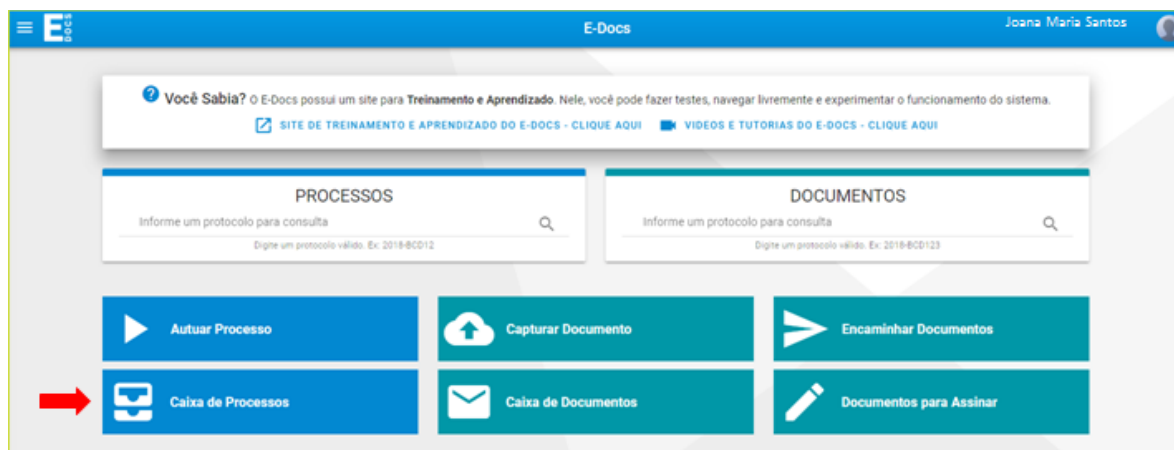 E DOCS
E-Docs
Joana Maria Santos
Você Sabia? O E-Docs possui um site para Treinamento e Aprendizado. Nele, você pode fazer testes, navegar livremente e experimentar o funcionamento do sistema.
SITE DE TREINAMENTO E APRENDIZADO DO E-DOCS - CLIQUE AQUI
VIDEOS E TUTORIAS DO E-DOCS - CLIQUE AQUI
PROCESSOS
Informe um protocolo para consulta
Digite um protocolo válido. Ex: 2018-BCD12
DOCUMENTOS
Informe um protocolo para consulta
Digite um protocolo válido. Ex: 2018-BCD123
Autuar Processo
Capturar Documento
Encaminhar Documentos
Caixa de Processos
Caixa de Documentos
Documentos para Assinar